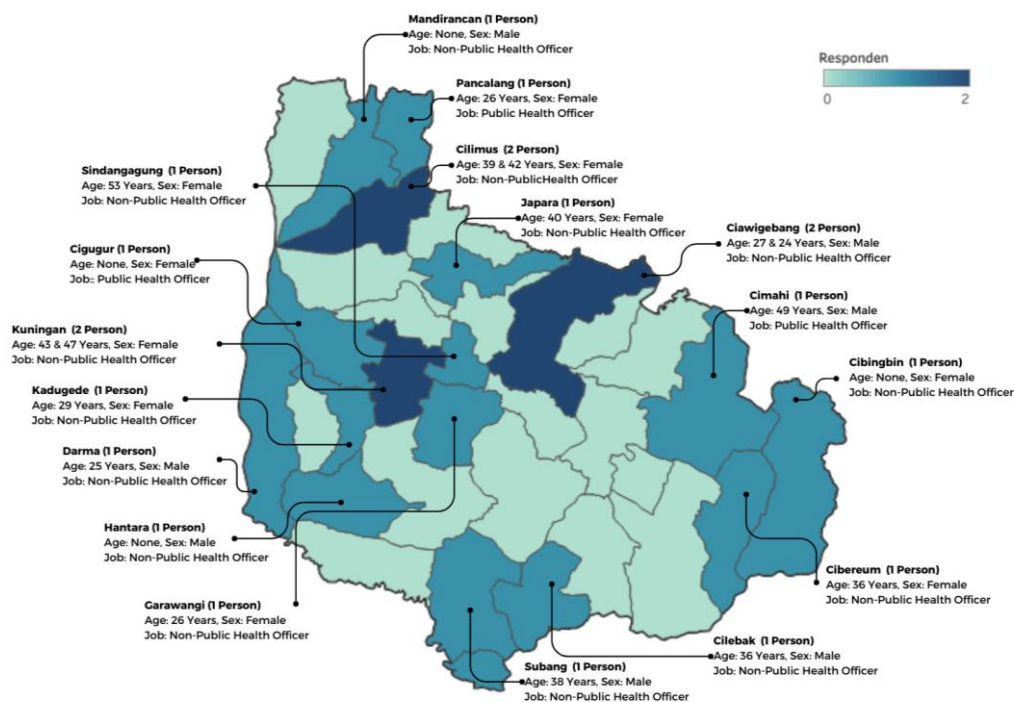 Mandirancan (1 Person)
Age: None, Sex: Male
Job: Non-Public Health Officer
Responden
0 2
Pancalang (1 Person)
Age: 26 Years, Sex: Female
Job: Public Health Officer
Cilimus (2 Person)
Age: 39 & 42 Years, Sex: Female
Job: Non-PublicHealth Officer
Sindangagung (1 Person)
Age: 53 Years, Sex: Female
Job: Non-Public Health Officer
Japara (1 Person)
Age: 40 Years, Sex: Female
Job: Non-Public Health Officer
Ciawigebang (2 Person)
Age: 27 & 24 Years, Sex: Male
Job: Non-Public Health Officer
Cigugur (1 Person)
Age: None, Sex: Female
Job:: Public Health Officer
Cimahi (1 Person)
Age: 49 Years, Sex: Male
Job: Public Health Officer
Kuningan (2 Person)
Age: 43 & 47 Years, Sex: Female
Job: Non-Public Health Officer
Cibingbin (1 Person)
Age: None, Sex: Female
Job: Non-Public Health Officer
Kadugede (1 Person)
Age: 29 Years, Sex: Female
Job: Non-Public Health Officer
Darma (1 Person)
Age: 25 Years, Sex: Male
Job: Non-Public Health Officer
Hantara (1 Person)
Age: None, Sex: Male
Job: Non-Public Health Officer
Cibereum (1 Person)
Age: 36 Years, Sex: Female
Job: Non-Public Health Officer
Garawangi (1 Person)
Age: 26 Years, Sex: Female
Job: Non-Public Health Officer
Cilebak (1 Person)
Age: 36 Years, Sex: Male
Job: Non-Public Health Officer
Subang (1 Person)
Age: 38 Years, Sex: Male
Job: Non-Public Health Officer